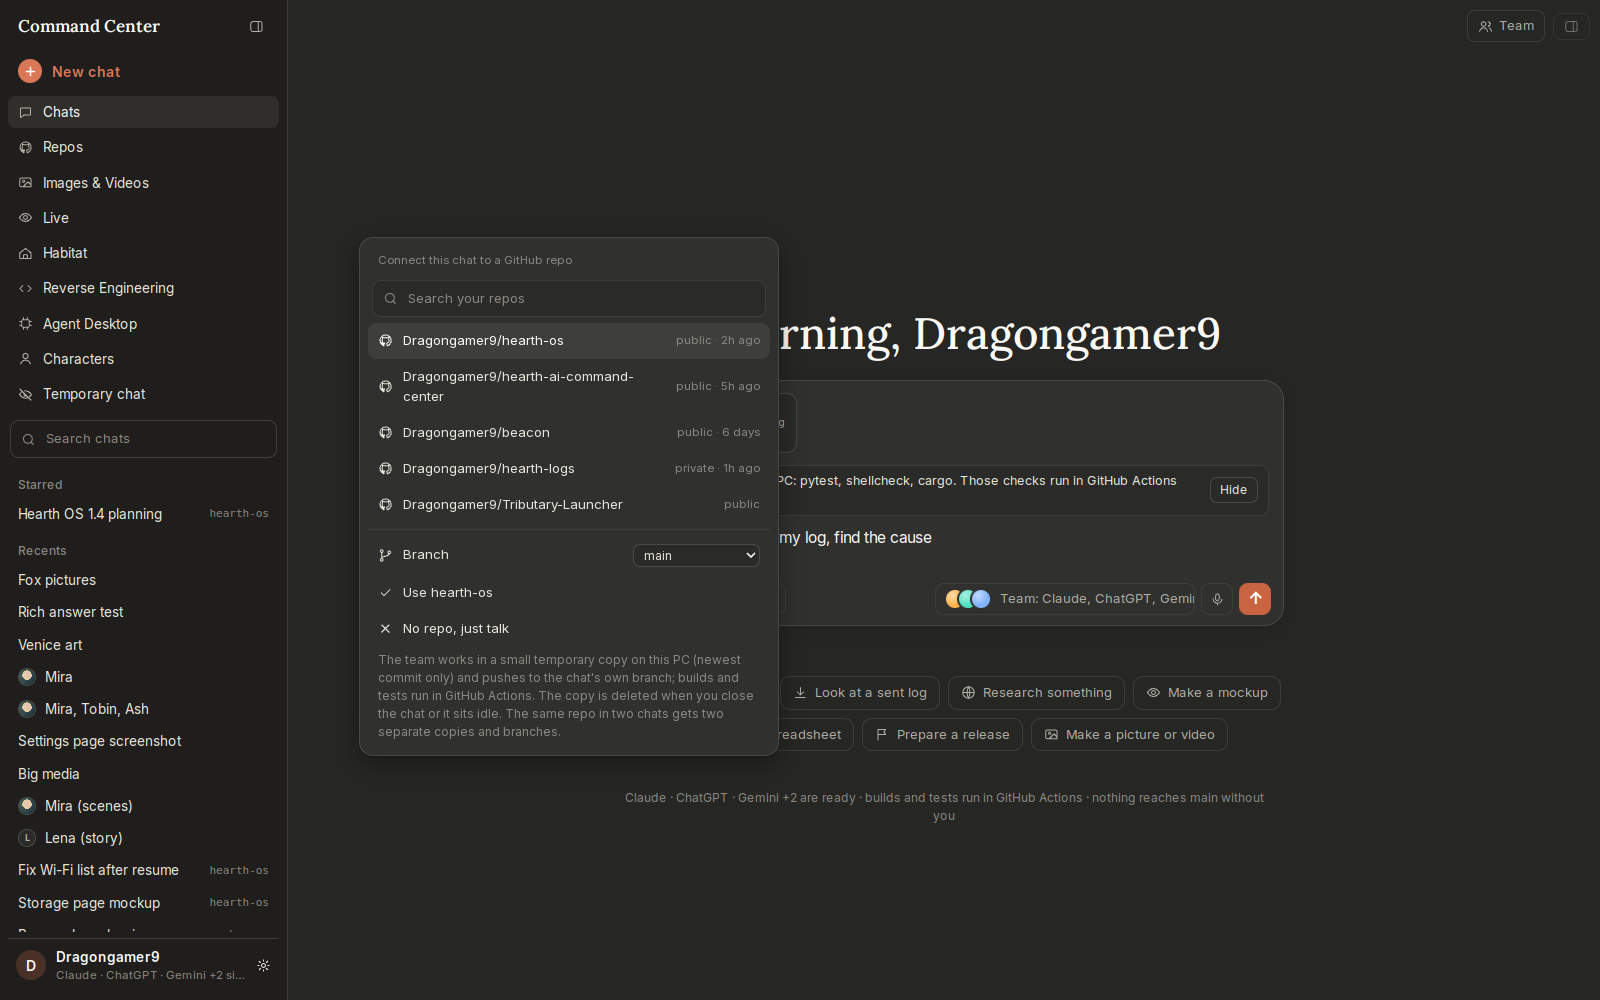 Command Center
New chat
Chats
Repos
Images & Videos
Live
Habitat
Reverse Engineering
Agent Desktop
Characters
Temporary chat
Search chats
Starred
Hearth OS 1.4 planning hearth-os
Recents
Fox pictures
Rich answer test
Venice art
Mira
Mira, Tobin, Ash
Settings page screenshot
Big media
Mira (scenes)
L Lena (story)
Fix Wi-Fi list after resume hearth-os
Storage page mockup hearth-os
D Dragongamer9
Claude · ChatGPT · Gemini +2 si...
Team
Connect this chat to a GitHub repo
Search your repos
Dragongamer9/hearth-os public · 2h ago
Dragongamer9/hearth-ai-command-
center public · 5h ago
Dragongamer9/beacon public · 6 days
Dragongamer9/hearth-logs private · 1h ago
Dragongamer9/Tributary-Launcher public
Branch main
Use hearth-os
No repo, just talk
The team works in a small temporary copy on this PC (newest
commit only) and pushes to the chat's own branch; builds and
tests run in GitHub Actions. The copy is deleted when you close
the chat or it sits idle. The same repo in two chats gets two
separate copies and branches.
rning, Dragongamer9
g
PC: pytest, shellcheck, cargo. Those checks run in GitHub Actions
Hide
my log, find the cause
Team: Claude, ChatGPT, Gemi
Look at a sent log
Research something
Make a mockup
readsheet
Prepare a release
Make a picture or video
Claude · ChatGPT · Gemini +2 are ready · builds and tests run in GitHub Actions · nothing reaches main without
you